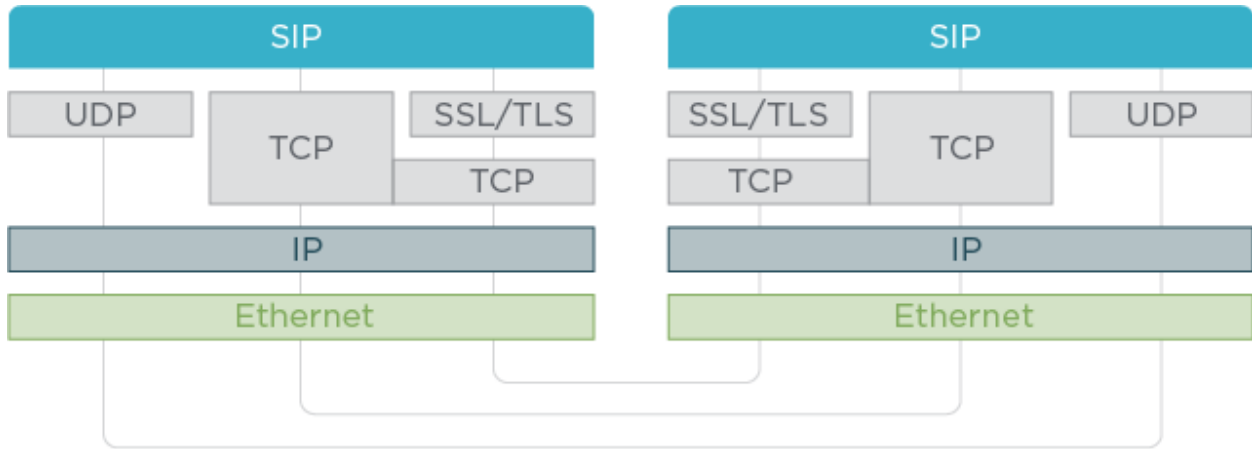 SIP SIP
UDP TCP SSL/TLS SSL/TLS TCP UDP
TCP TCP
IP IP
Ethernet Ethernet